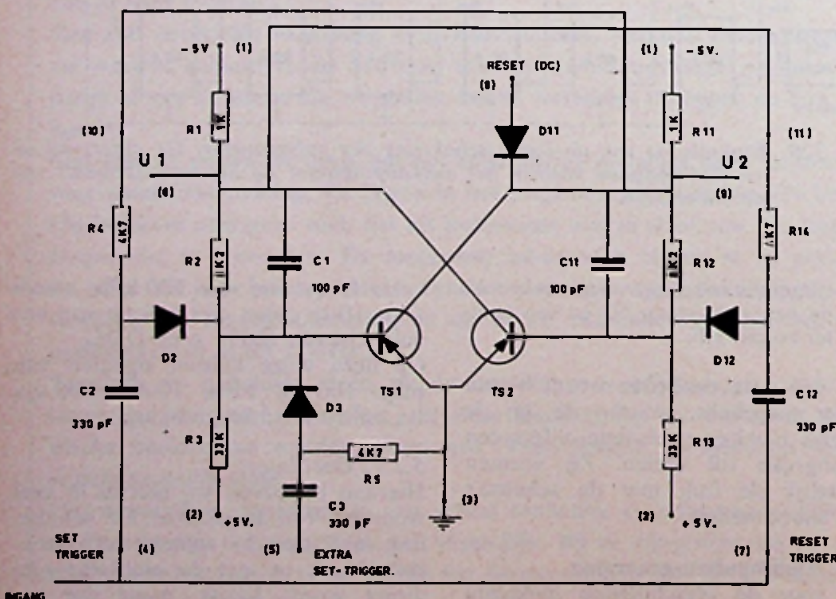 -5V (1)
RESET (DC)
(8)
(1) -5V.
R1
1K
D11
R11
1K
(10)
(11)
U1
U2
(6)
(9)
R4
4K7
R14
4K7
R2
C1
100 pF
C11
100 pF
R12
D2
D12
TS1
TS2
C2
330 pF
D3
C12
330 pF
R3
33K
4K7
R5
R13
33K
C3
330 pF
(3)
(2) +5V.
(2) +5V.
SET
TRIGGER
(4)
(5)
EXTRA
SET-TRIGGER.
(7)
RESET
TRIGGER
INGANG